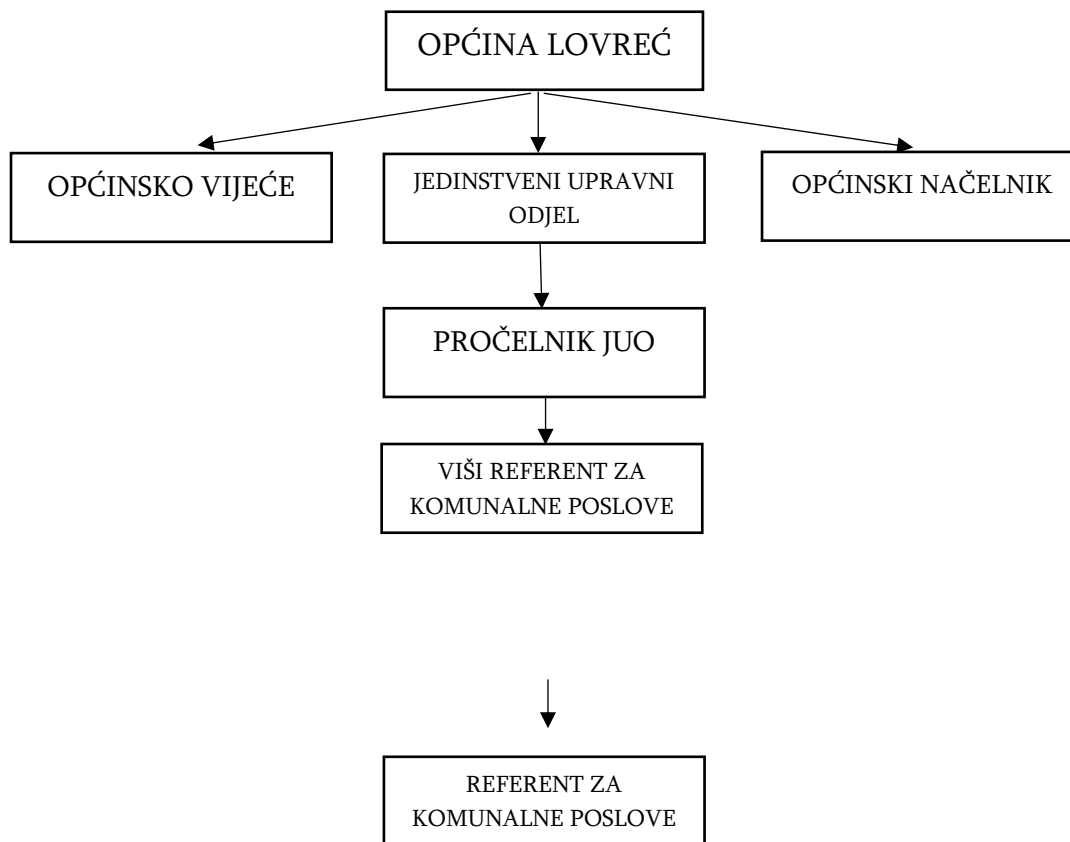 OPĆINA LOVREĆ
OPĆINSKO VIJEĆE
JEDINSTVENI UPRAVNI
ODJEL
OPĆINSKI NAČELNIK
PROČELNIK JUO
VIŠI REFERENT ZA
KOMUNALNE POSLOVE
REFERENT ZA
KOMUNALNE POSLOVE